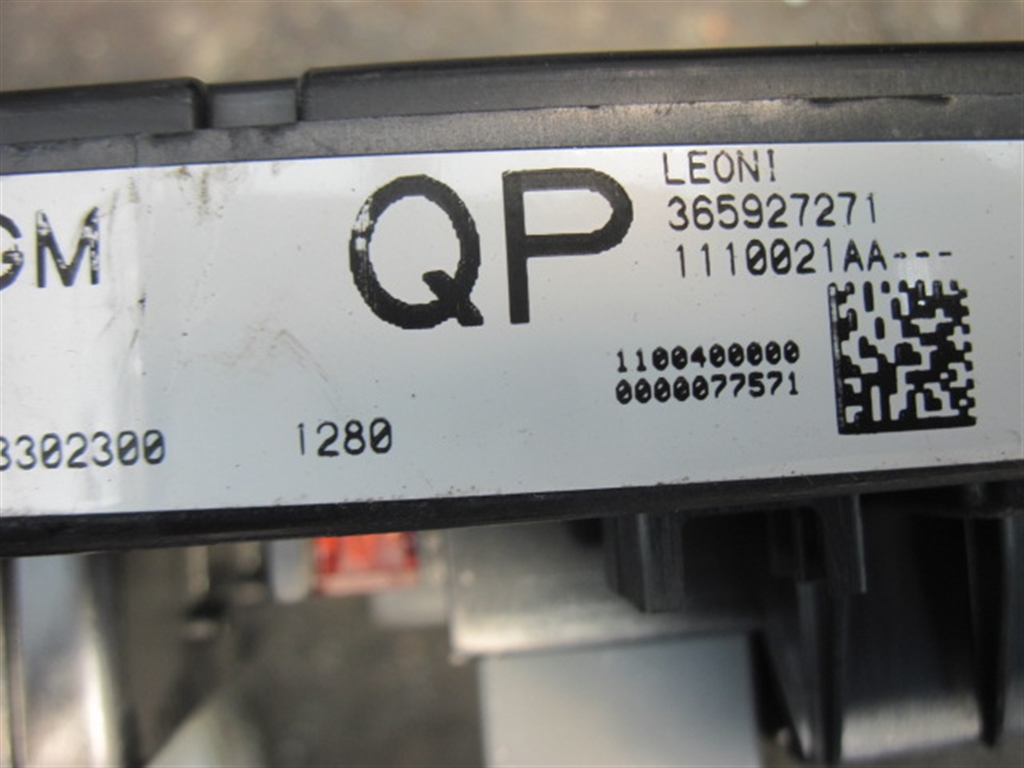 GM
QP
LEONI
365927271
1110021AA---
1100400000
0000077571
3302300
1280